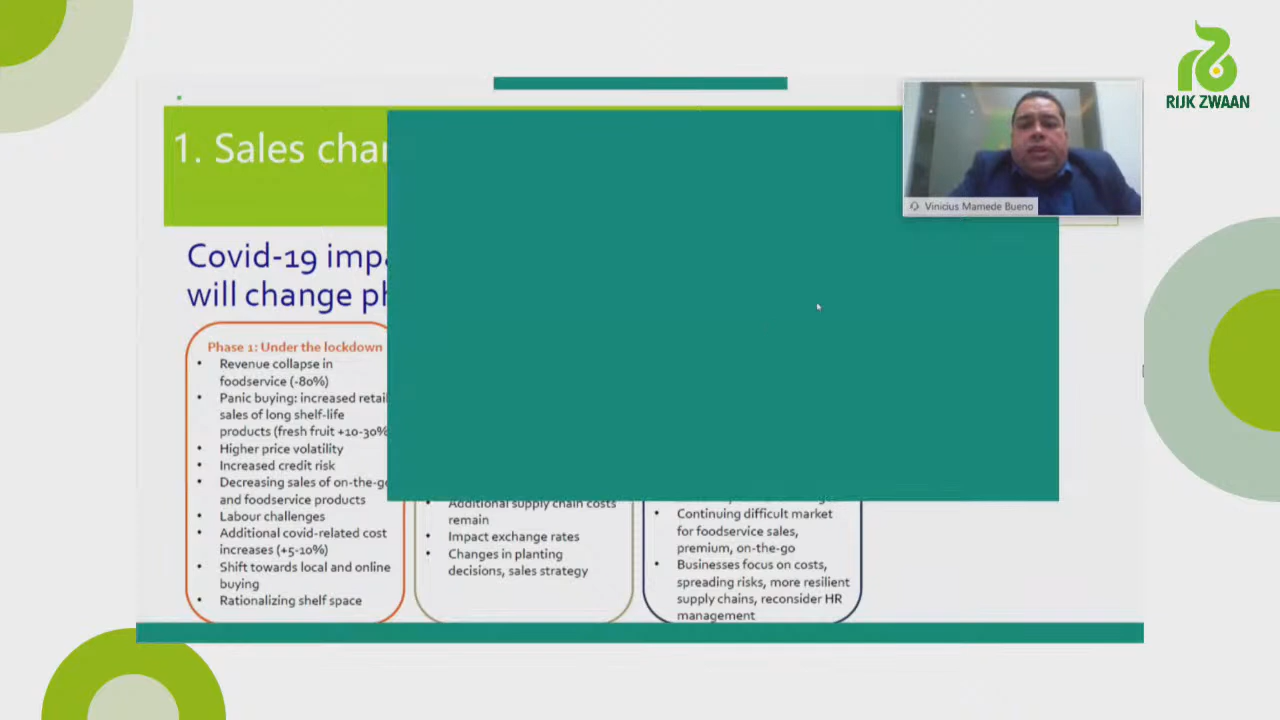 RIJK ZWAAN
1. Sales
Vinicius Mamede Bueno
Covid-19
will change
Phase 1: Under the lockdown
• Revenue collapse in
foodservice (-80%)
• Panic buying: increased retail
sales of long shelf-life
products (fresh fruit +10-30%
• Higher price volatility
• Increased credit risk
• Decreasing sales of on-the-go
and foodservice products
• Labour challenges
• Additional covid-related cost
increases (+5-10%)
• Shift towards local and online
buying
• Rationalizing shelf space
Additional supply chain costs
remain
• Impact exchange rates
• Changes in planting
decisions, sales strategy
• Continuing difficult market
for foodservice sales,
premium, on-the-go
• Businesses focus on costs,
spreading risks, more resilient
supply chains, reconsider HR
management